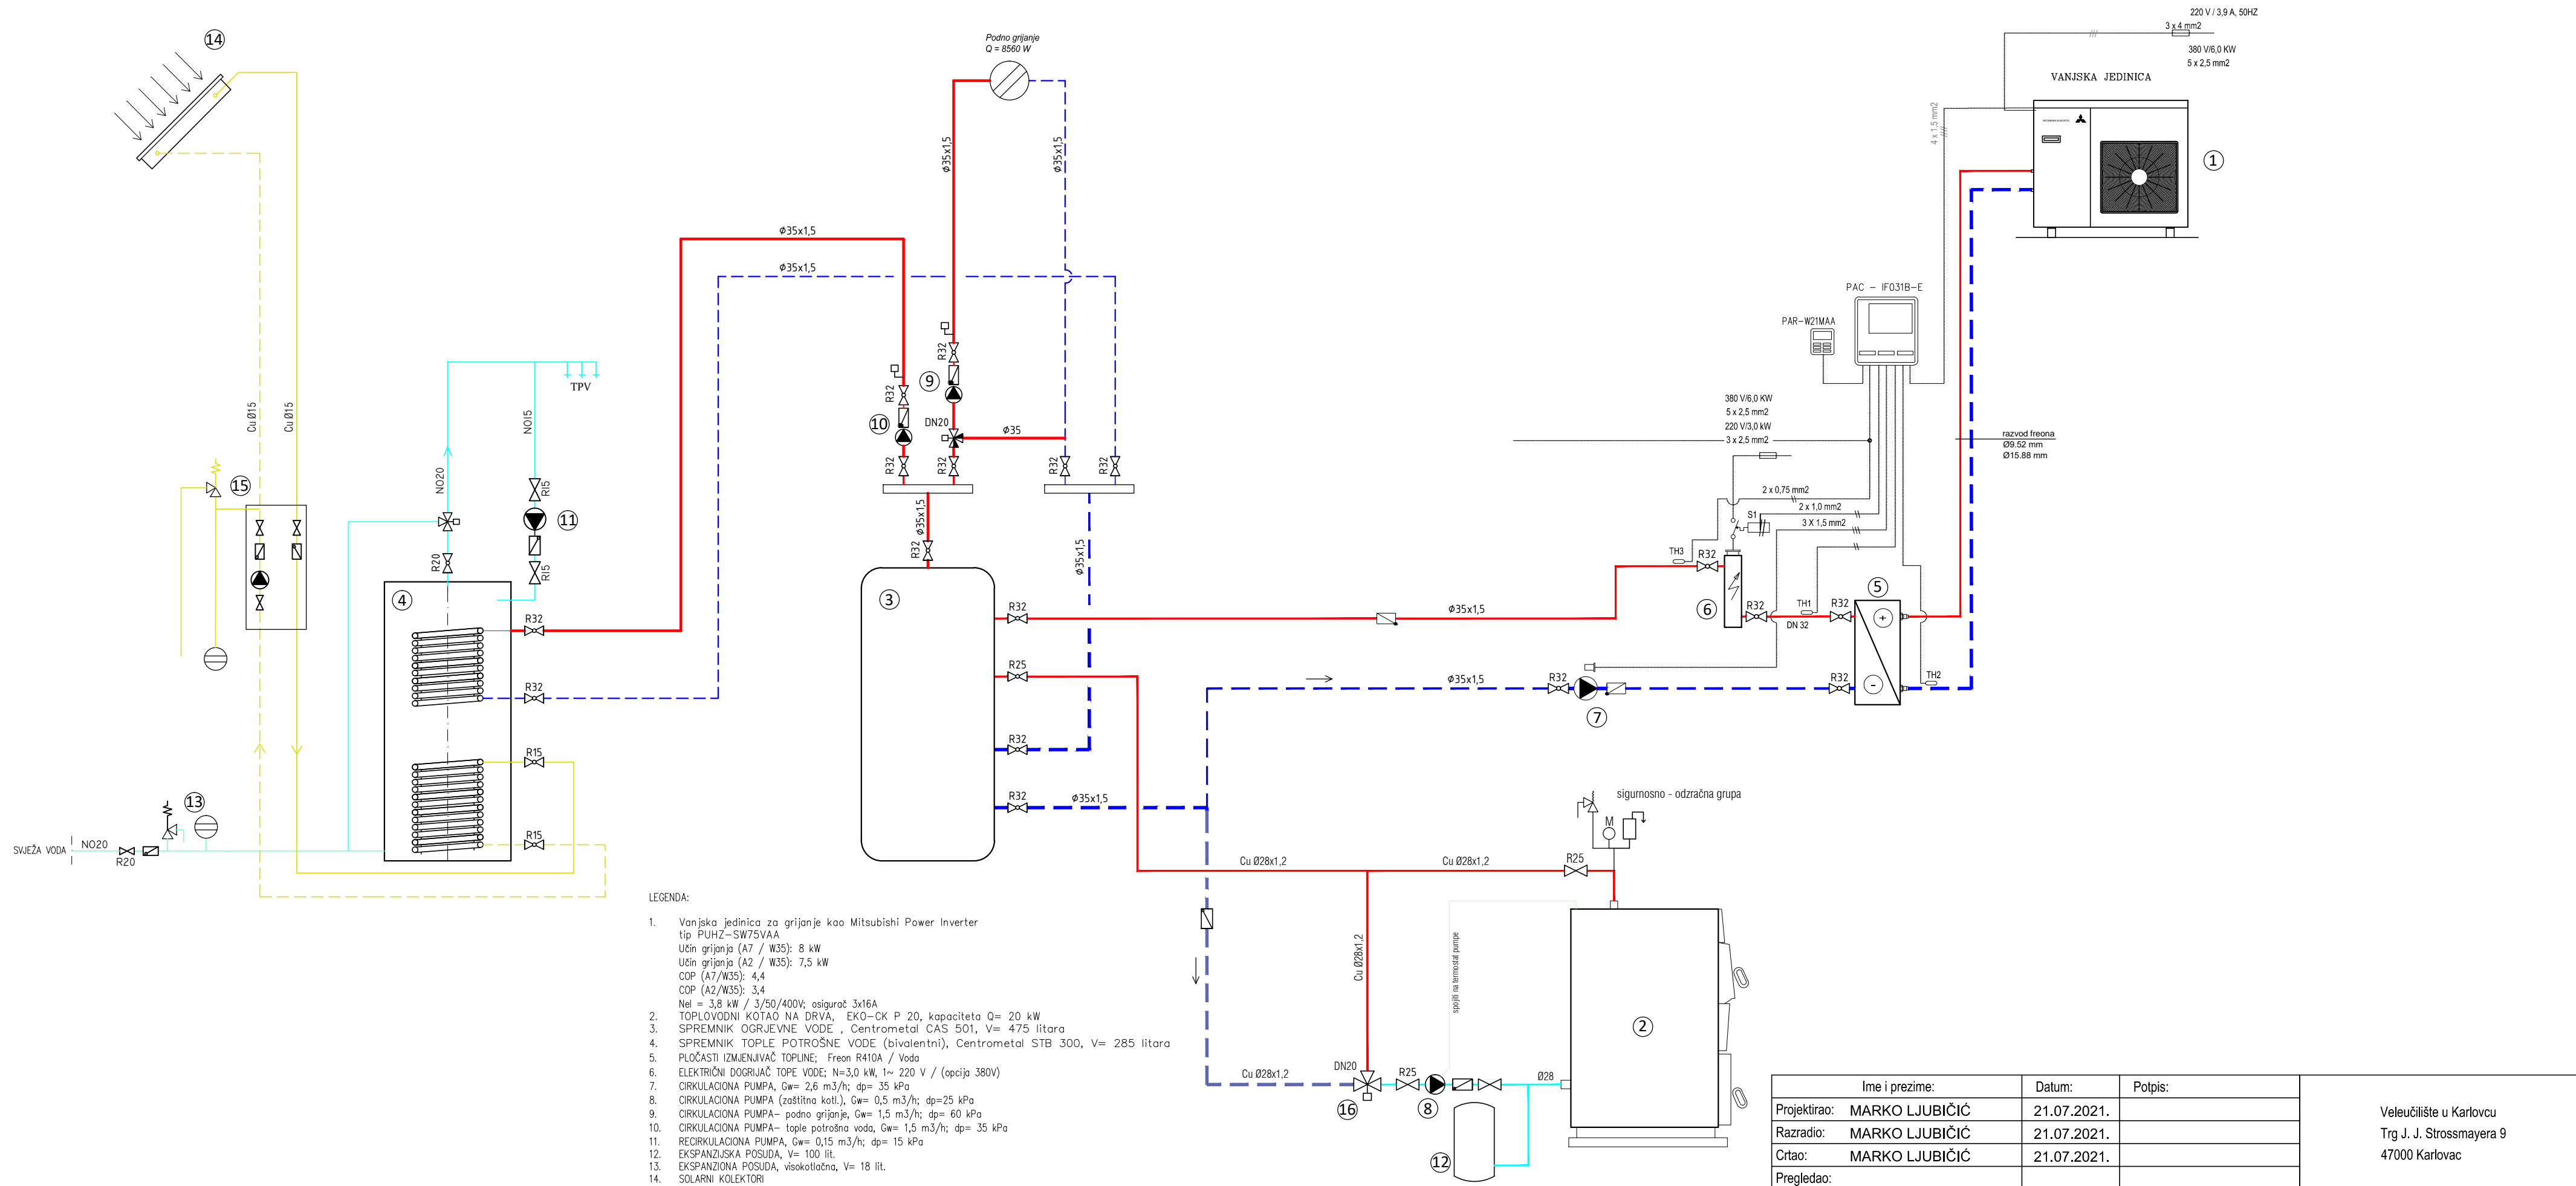 14
Podno grijanje
Q = 8560 W
220 V / 3,9 A, 50HZ
3 x 4 mm2
380 V/6,0 KW
5 x 2,5 mm2
VANJSKA JEDINICA
4 x 1,5 mm2
1
ϕ35x1,5
ϕ35x1,5
ϕ35x1,5
ϕ35x1,5
PAC - IF031B-E
PAR-W21MAA
R32
R32
9
10
DN20
ϕ35
R32
R32
R32
R32
TPV
NO15
Cu Ø15
Cu Ø15
380 V/6,0 KW
5 x 2,5 mm2
220 V/3,0 kW
3 x 2,5 mm2
razvod freona
Ø9.52 mm
Ø15.88 mm
15
NO20
R15
11
R20
R15
ϕ35x1,5
R32
ϕ35x1,5
2 x 0,75 mm2
2 x 1,0 mm2
S1
3 X 1,5 mm2
TH3
R32
4
3
R32
R32
ϕ35x1,5
6
R32
TH1
DN 32
R32
5
+
-
R25
R32
ϕ35x1,5
R32
7
R32
TH2
R15
R32
R32
ϕ35x1,5
13
R15
SVJEŽA VODA
NO20
R20
sigurnosno - odzračna grupa
M
Cu Ø28x1,2
Cu Ø28x1,2
R25
Cu Ø28x1,2
spojiti na termostat pumpe
2
Cu Ø28x1,2
DN20
R25
Ø28
16
8
12
LEGENDA:
1. Vanjska jedinica za grijanje kao Mitsubishi Power Inverter
tip PUHZ-SW75VAA
Učin grijanja (A7 / W35): 8 kW
Učin grijanja (A2 / W35): 7,5 kW
COP (A7/W35): 4,4
COP (A2/W35): 3,4
Nel = 3,8 kW / 3/50/400V; osigurač 3x16A
2. TOPLOVODNI KOTAO NA DRVA, EKO-CK P 20, kapaciteta Q= 20 kW
3. SPREMNIK OGRJEVNE VODE , Centrometal CAS 501, V= 475 litara
4. SPREMNIK TOPLE POTROŠNE VODE (bivalentni), Centrometal STB 300, V= 285 litara
5. PLOČASTI IZMJENJIVAČ TOPLINE; Freon R410A / Voda
6. ELEKTRIČNI DOGRIJAČ TOPE VODE; N=3,0 kW, 1~ 220 V / (opcija 380V)
7. CIRKULACIONA PUMPA, Gw= 2,6 m3/h; dp= 35 kPa
8. CIRKULACIONA PUMPA (zaštitna kotl.), Gw= 0,5 m3/h; dp=25 kPa
9. CIRKULACIONA PUMPA- podno grijanje, Gw= 1,5 m3/h; dp= 60 kPa
10. CIRKULACIONA PUMPA- tople potrošna voda, Gw= 1,5 m3/h; dp= 35 kPa
11. RECIRKULACIONA PUMPA, Gw= 0,15 m3/h; dp= 15 kPa
12. EKSPANZIJSKA POSUDA, V= 100 lit.
13. EKSPANZIONA POSUDA, visokotlačna, V= 18 lit.
14. SOLARNI KOLEKTORI
Ime i prezime: Datum: Potpis:
Projektirao: MARKO LJUBIČIĆ 21.07.2021.
Razradio: MARKO LJUBIČIĆ 21.07.2021.
Crtao: MARKO LJUBIČIĆ 21.07.2021.
Pregledao:
Veleučilište u Karlovcu
Trg J. J. Strossmayera 9
47000 Karlovac